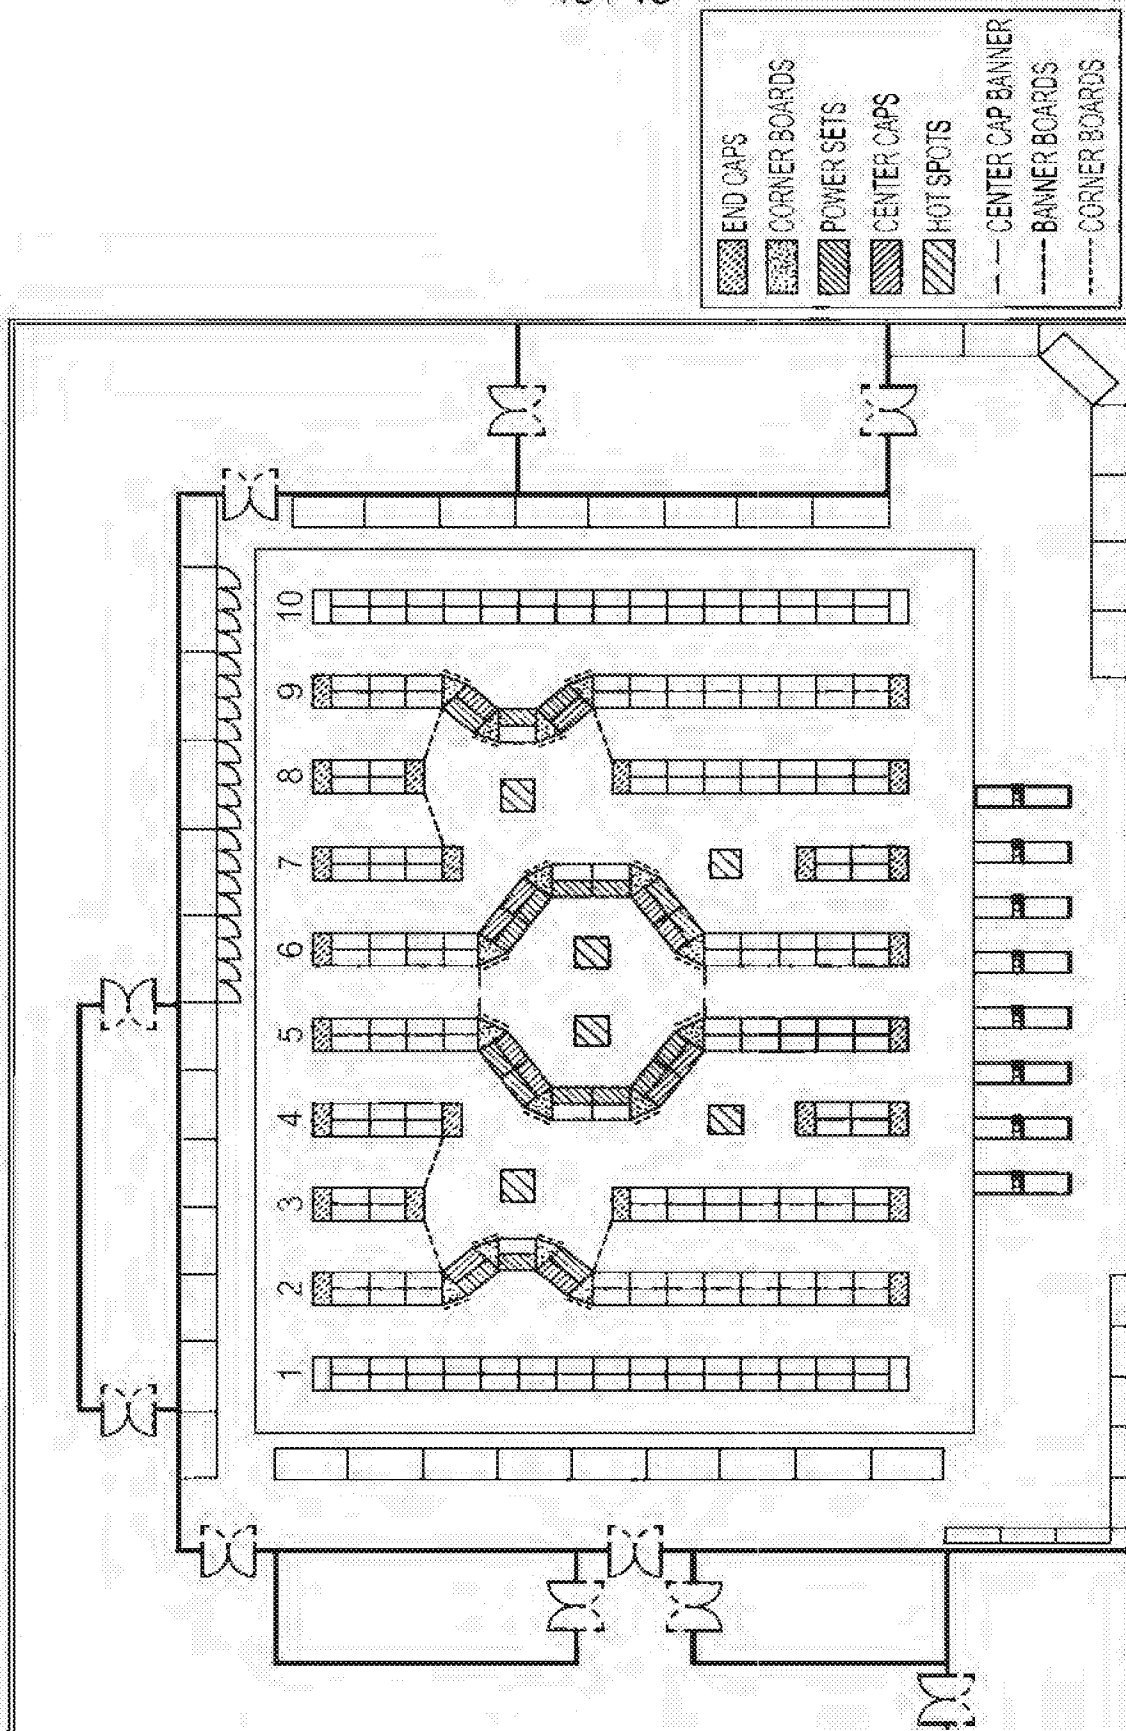 END CAPS
CORNER BOARDS
POWER SETS
CENTER CAPS
HOT SPOTS
CENTER CAP BANNER
BANNER BOARDS
CORNER BOARDS
10
9
8
7
6
5
4
3
2
1